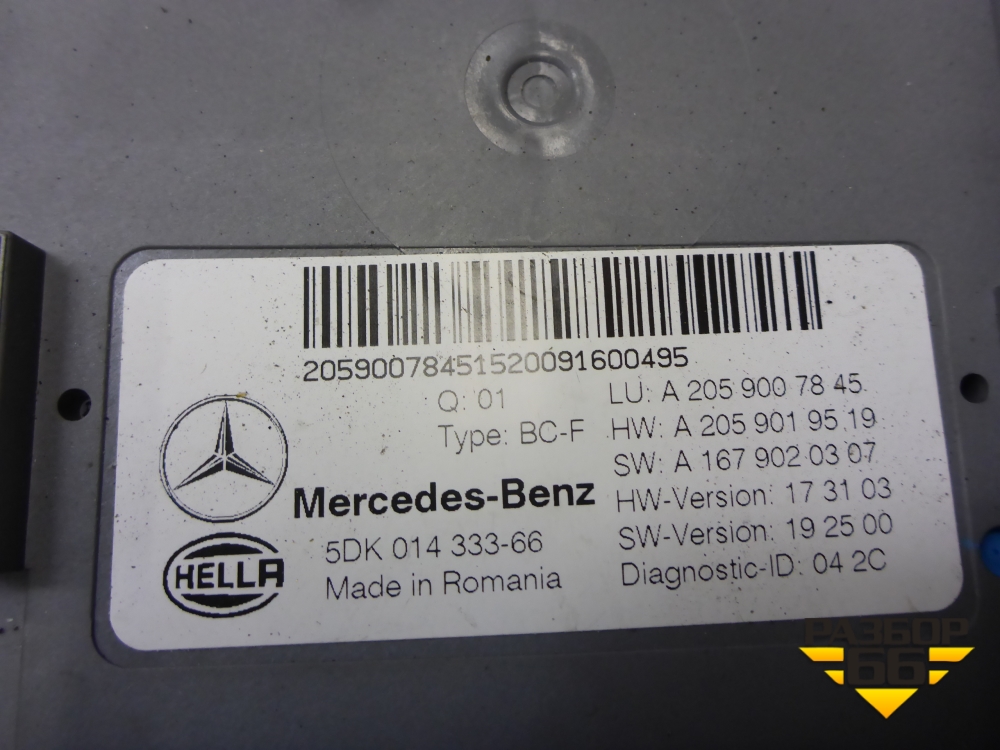 2059007845152009160​0495
Q: 01
Type: BC-F
LU: A 205 900 78 45
HW: A 205 901 95 19
SW: A 167 902 03 07
HW-Version: 17 31 03
SW-Version: 19 25 00
Diagnostic-ID: 04 2C
Mercedes-Benz
5DK 014 333-66
Made in Romania
HELLA
РАЗБОР
66